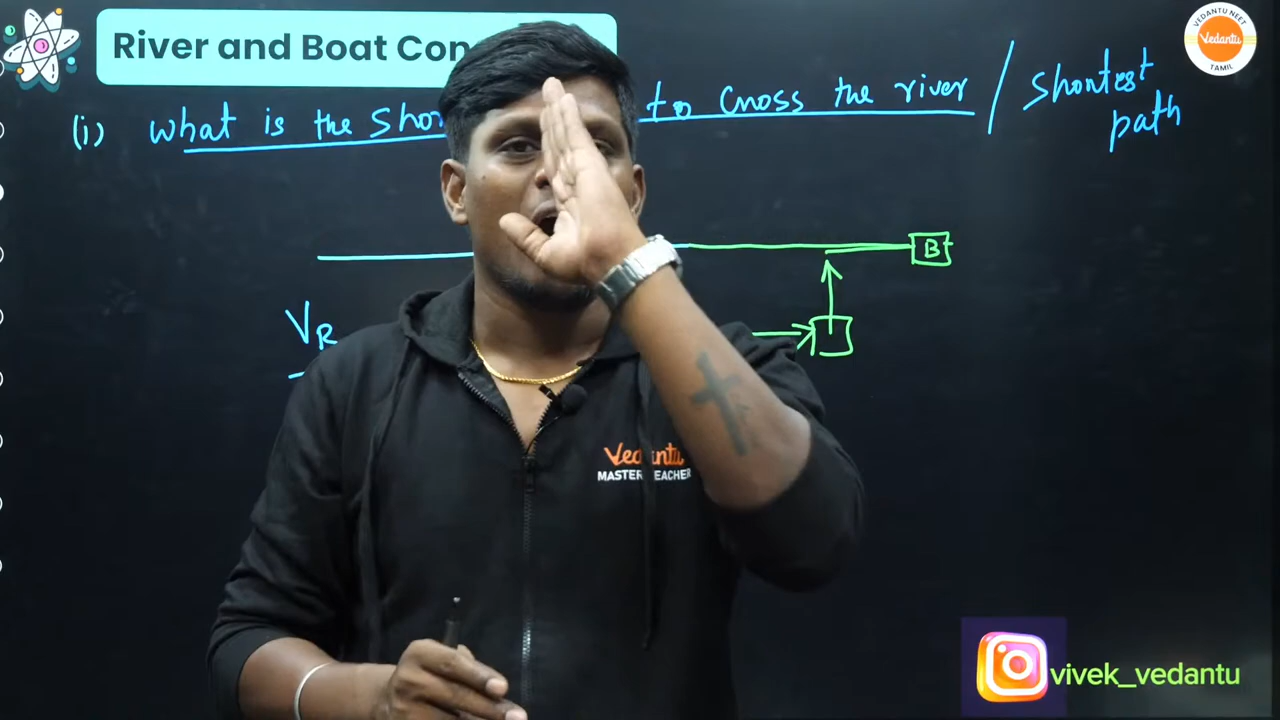 River and Boat Con
VEDANTU NEET
Vedantu
TAMIL
(i) What is the Shor to Cross the river / Shortest
path
B
VR
Vedantu
MASTER TEACHER
vivek_vedantu